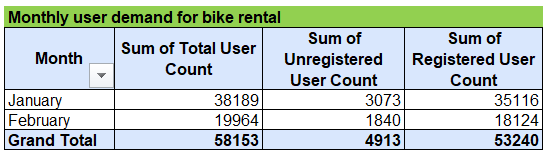 Monthly user demand for bike rental
Month Sum of Total User Count Sum of Unregistered User Count Sum of Registered User Count
January 38189 3073 35116
February 19964 1840 18124
Grand Total 58153 4913 53240